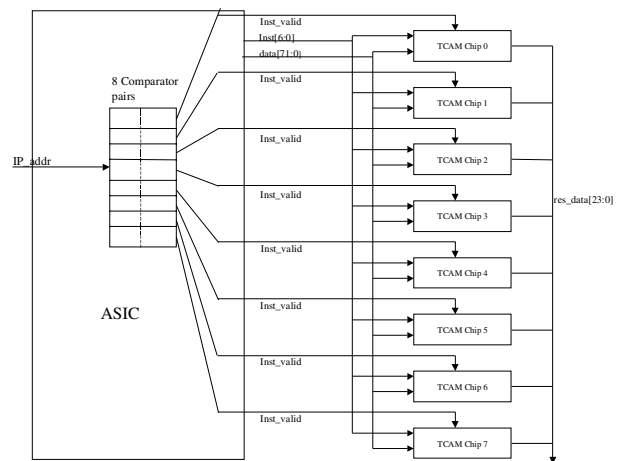 Inst_valid
Inst[6:0]
data[71:0]
TCAM Chip 0
8 Comparator
pairs
Inst_valid
TCAM Chip 1
Inst_valid
TCAM Chip 2
IP_addr
Inst_valid
TCAM Chip 3
res_data[23:0]
Inst_valid
TCAM Chip 4
ASIC
Inst_valid
TCAM Chip 5
Inst_valid
TCAM Chip 6
Inst_valid
TCAM Chip 7